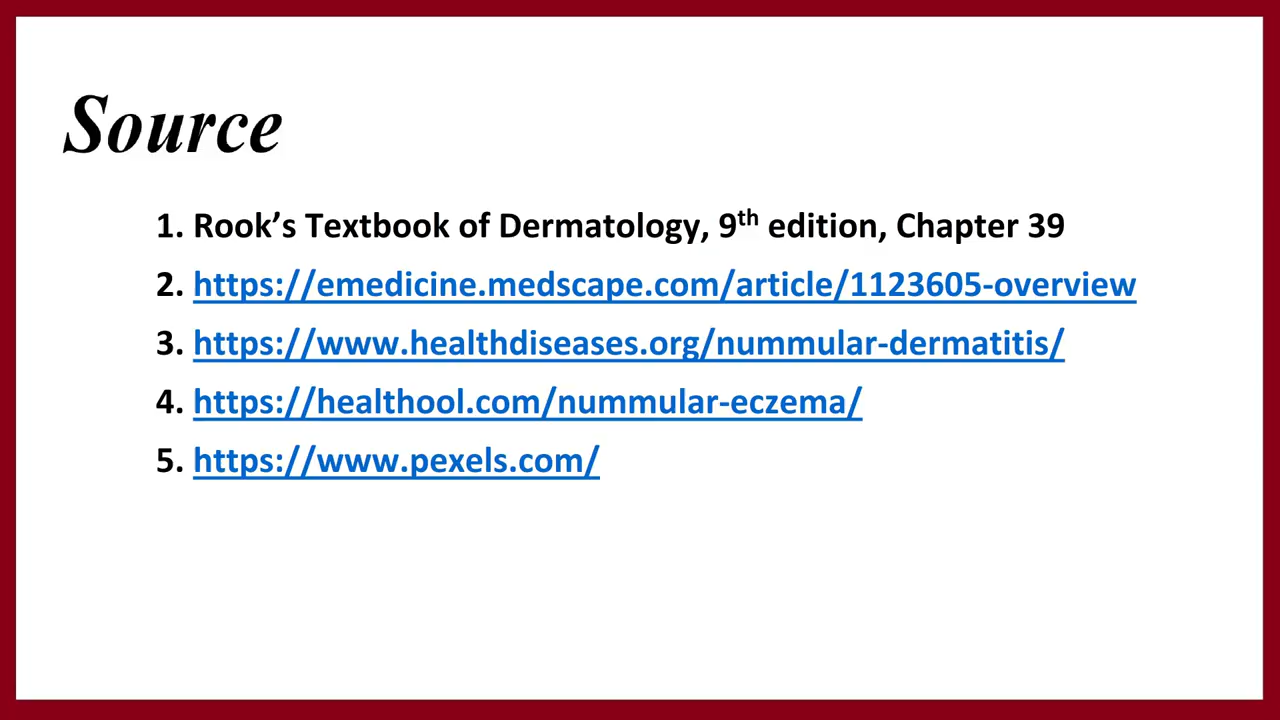 Source
1. Rook’s Textbook of Dermatology, 9th edition, Chapter 39
2. https://emedicine.medscape.com/article/1123605-overview
3. https://www.healthdiseases.org/nummular-dermatitis/
4. https://healthool.com/nummular-eczema/
5. https://www.pexels.com/